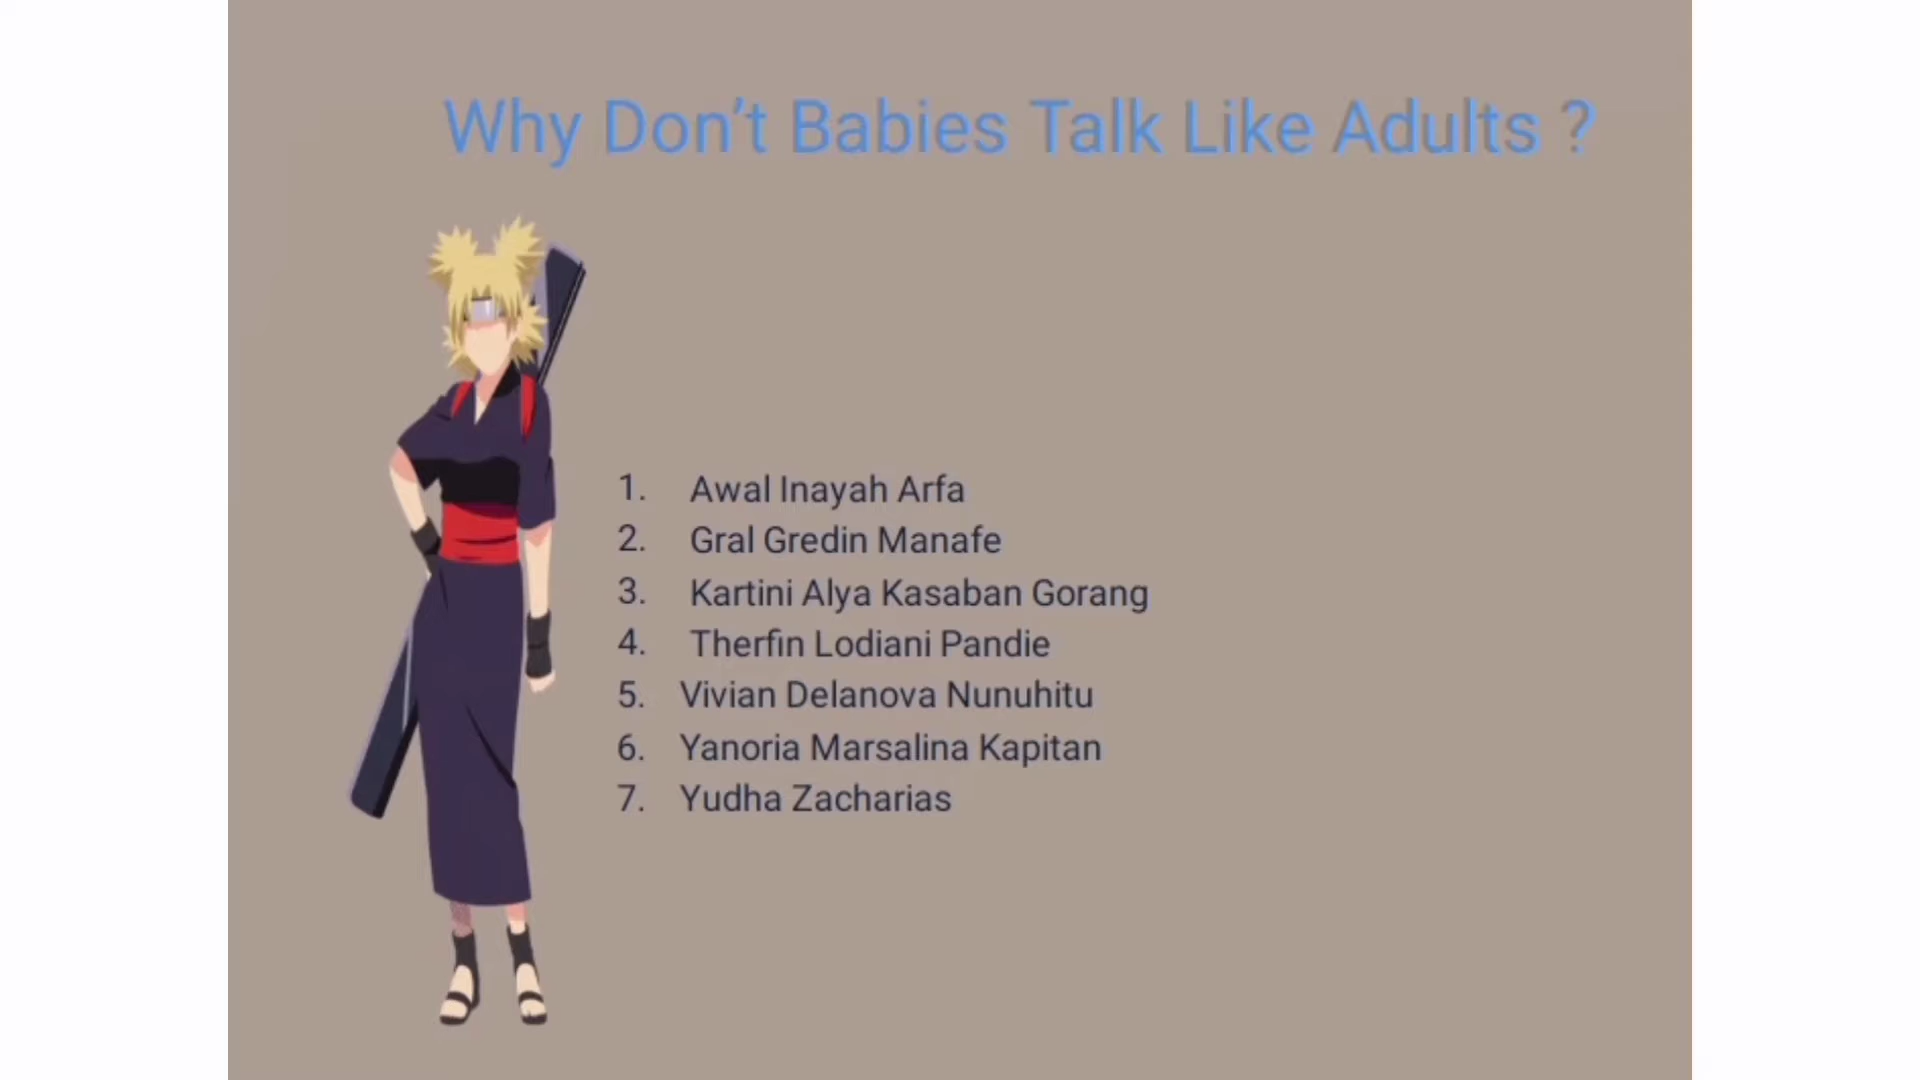 Why Don't Babies Talk Like Adults ?
1. Awal Inayah Arfa
2. Gral Gredin Manafe
3. Kartini Alya Kasaban Gorang
4. Therfin Lodiani Pandie
5. Vivian Delanova Nunuhitu
6. Yanoria Marsalina Kapitan
7. Yudha Zacharias